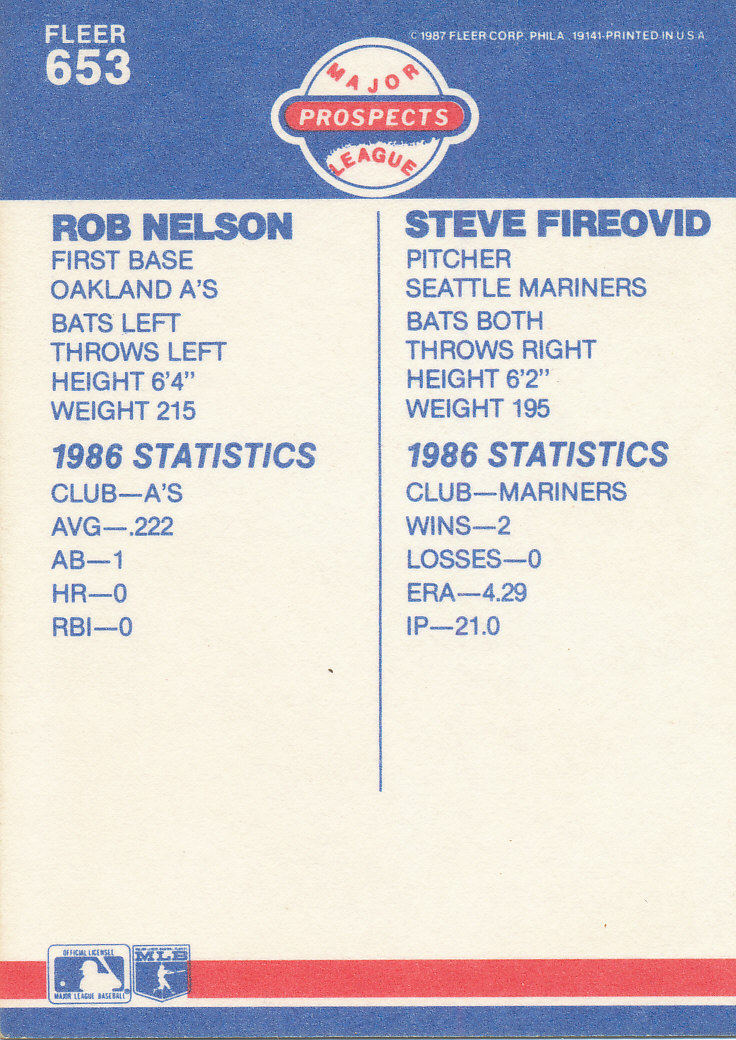 FLEER
653
© 1987 FLEER CORP. PHILA. 19141-PRINTED IN U S A
MAJOR
PROSPECTS
LEAGUE
ROB NELSON
FIRST BASE
OAKLAND A'S
BATS LEFT
THROWS LEFT
HEIGHT 6'4"
WEIGHT 215
1986 STATISTICS
CLUB—A'S
AVG—.222
AB—1
HR—0
RBI—0
STEVE FIREOVID
PITCHER
SEATTLE MARINERS
BATS BOTH
THROWS RIGHT
HEIGHT 6'2"
WEIGHT 195
1986 STATISTICS
CLUB—MARINERS
WINS—2
LOSSES—0
ERA—4.29
IP—21.0
OFFICIAL LICENSEE
MAJOR LEAGUE BASEBALL
MLB